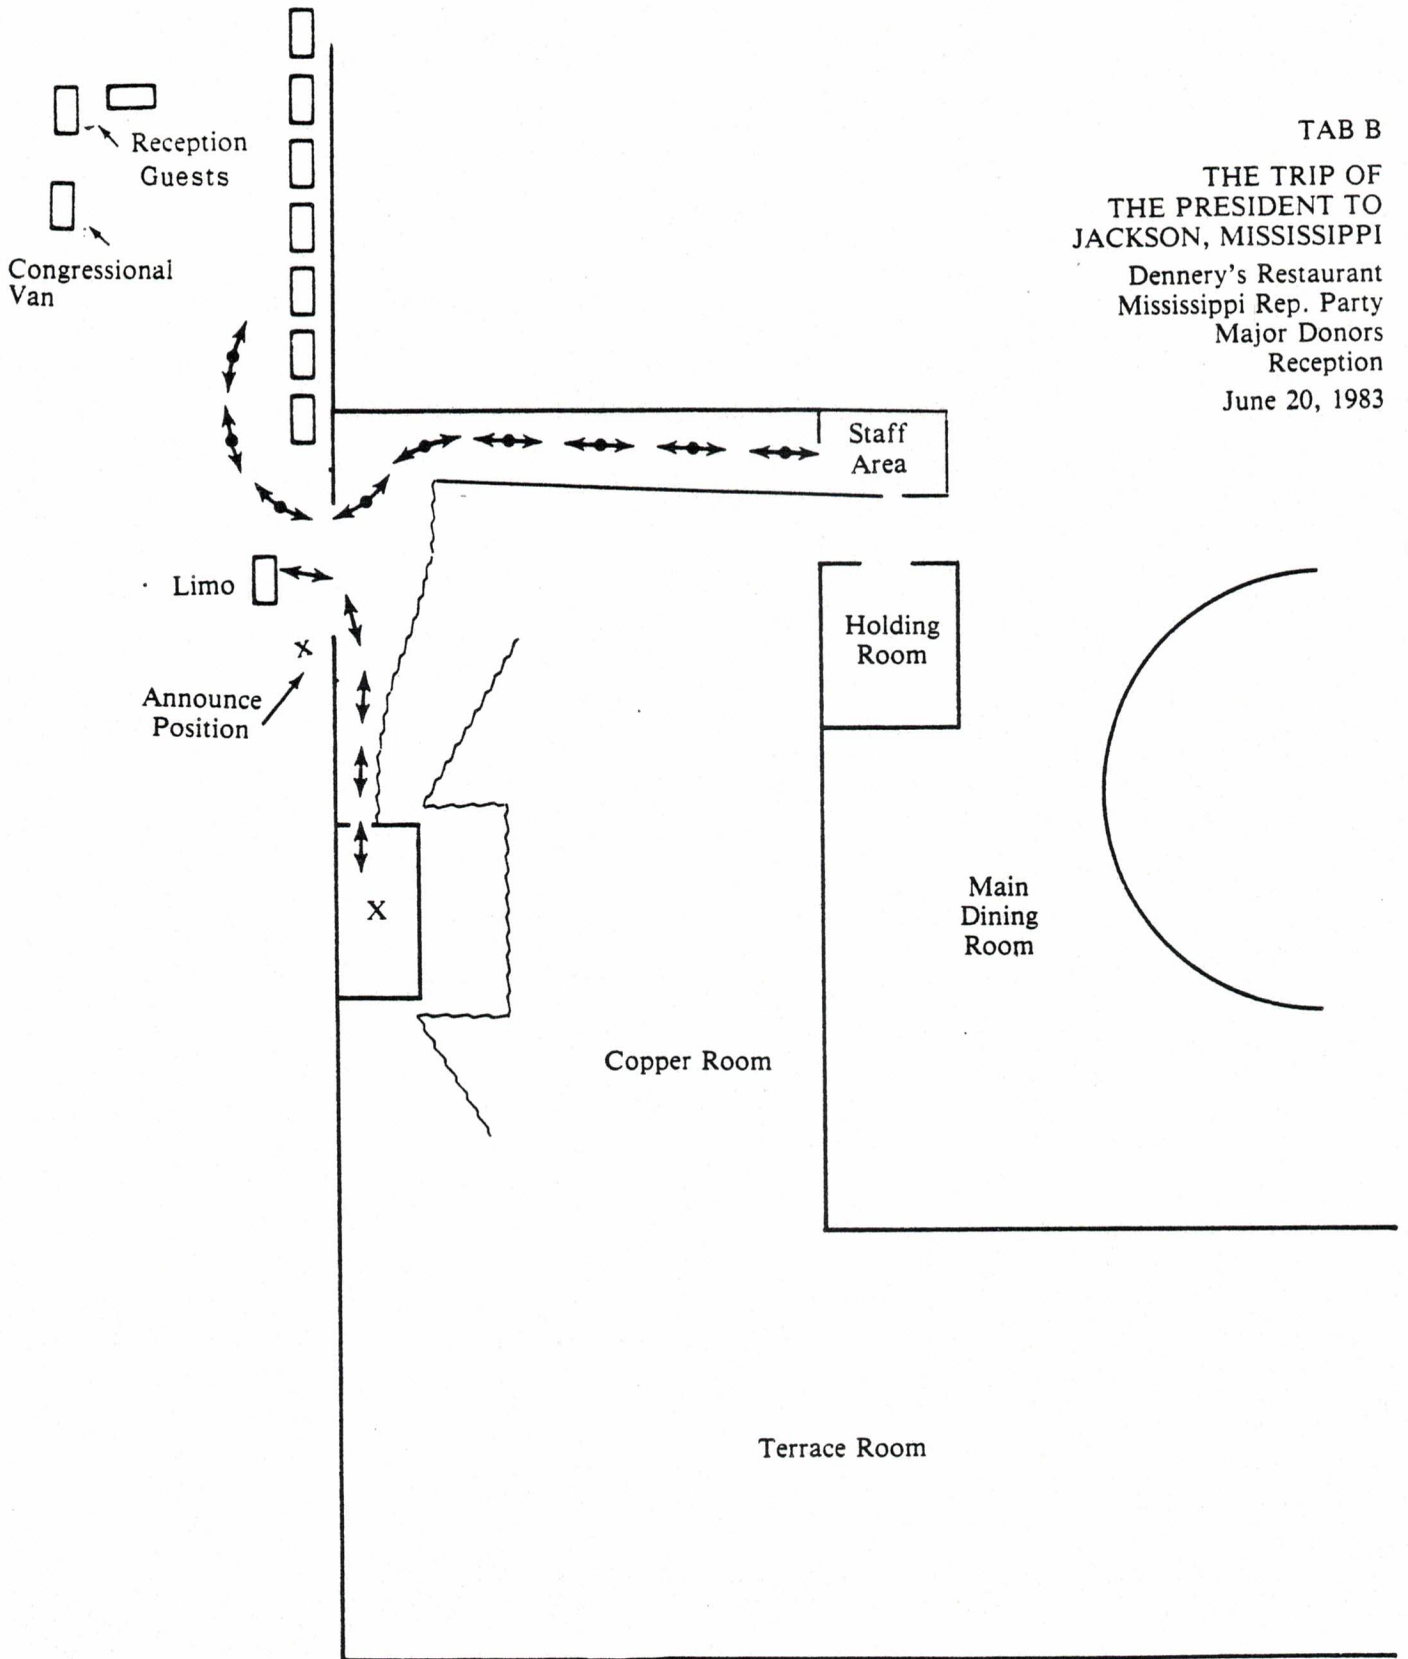 TAB B
THE TRIP OF
THE PRESIDENT TO
JACKSON, MISSISSIPPI
Dennery's Restaurant
Mississippi Rep. Party
Major Donors
Reception
June 20, 1983
Reception
Guests
Congressional
Van
Staff
Area
Limo
X
Announce
Position
Holding
Room
X
Main
Dining
Room
Copper Room
Terrace Room